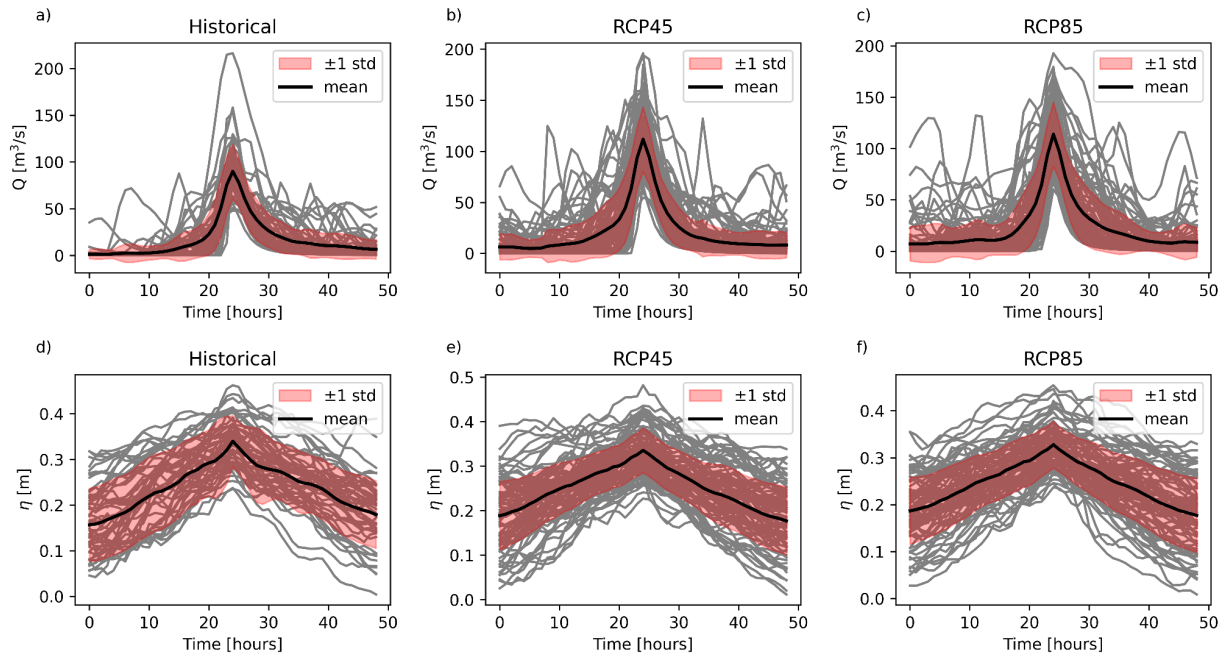 a)
Historical
Q [m³/s]
200
150
100
50
0
±1 std
mean
0 10 20 30 40 50
Time [hours]
b)
RCP45
Q [m³/s]
200
150
100
50
0
±1 std
mean
0 10 20 30 40 50
Time [hours]
c)
RCP85
Q [m³/s]
200
150
100
50
0
±1 std
mean
0 10 20 30 40 50
Time [hours]
d)
Historical
η [m]
0.4
0.3
0.2
0.1
0.0
±1 std
mean
0 10 20 30 40 50
Time [hours]
e)
RCP45
η [m]
0.5
0.4
0.3
0.2
0.1
0.0
±1 std
mean
0 10 20 30 40 50
Time [hours]
f)
RCP85
η [m]
0.4
0.3
0.2
0.1
0.0
±1 std
mean
0 10 20 30 40 50
Time [hours]